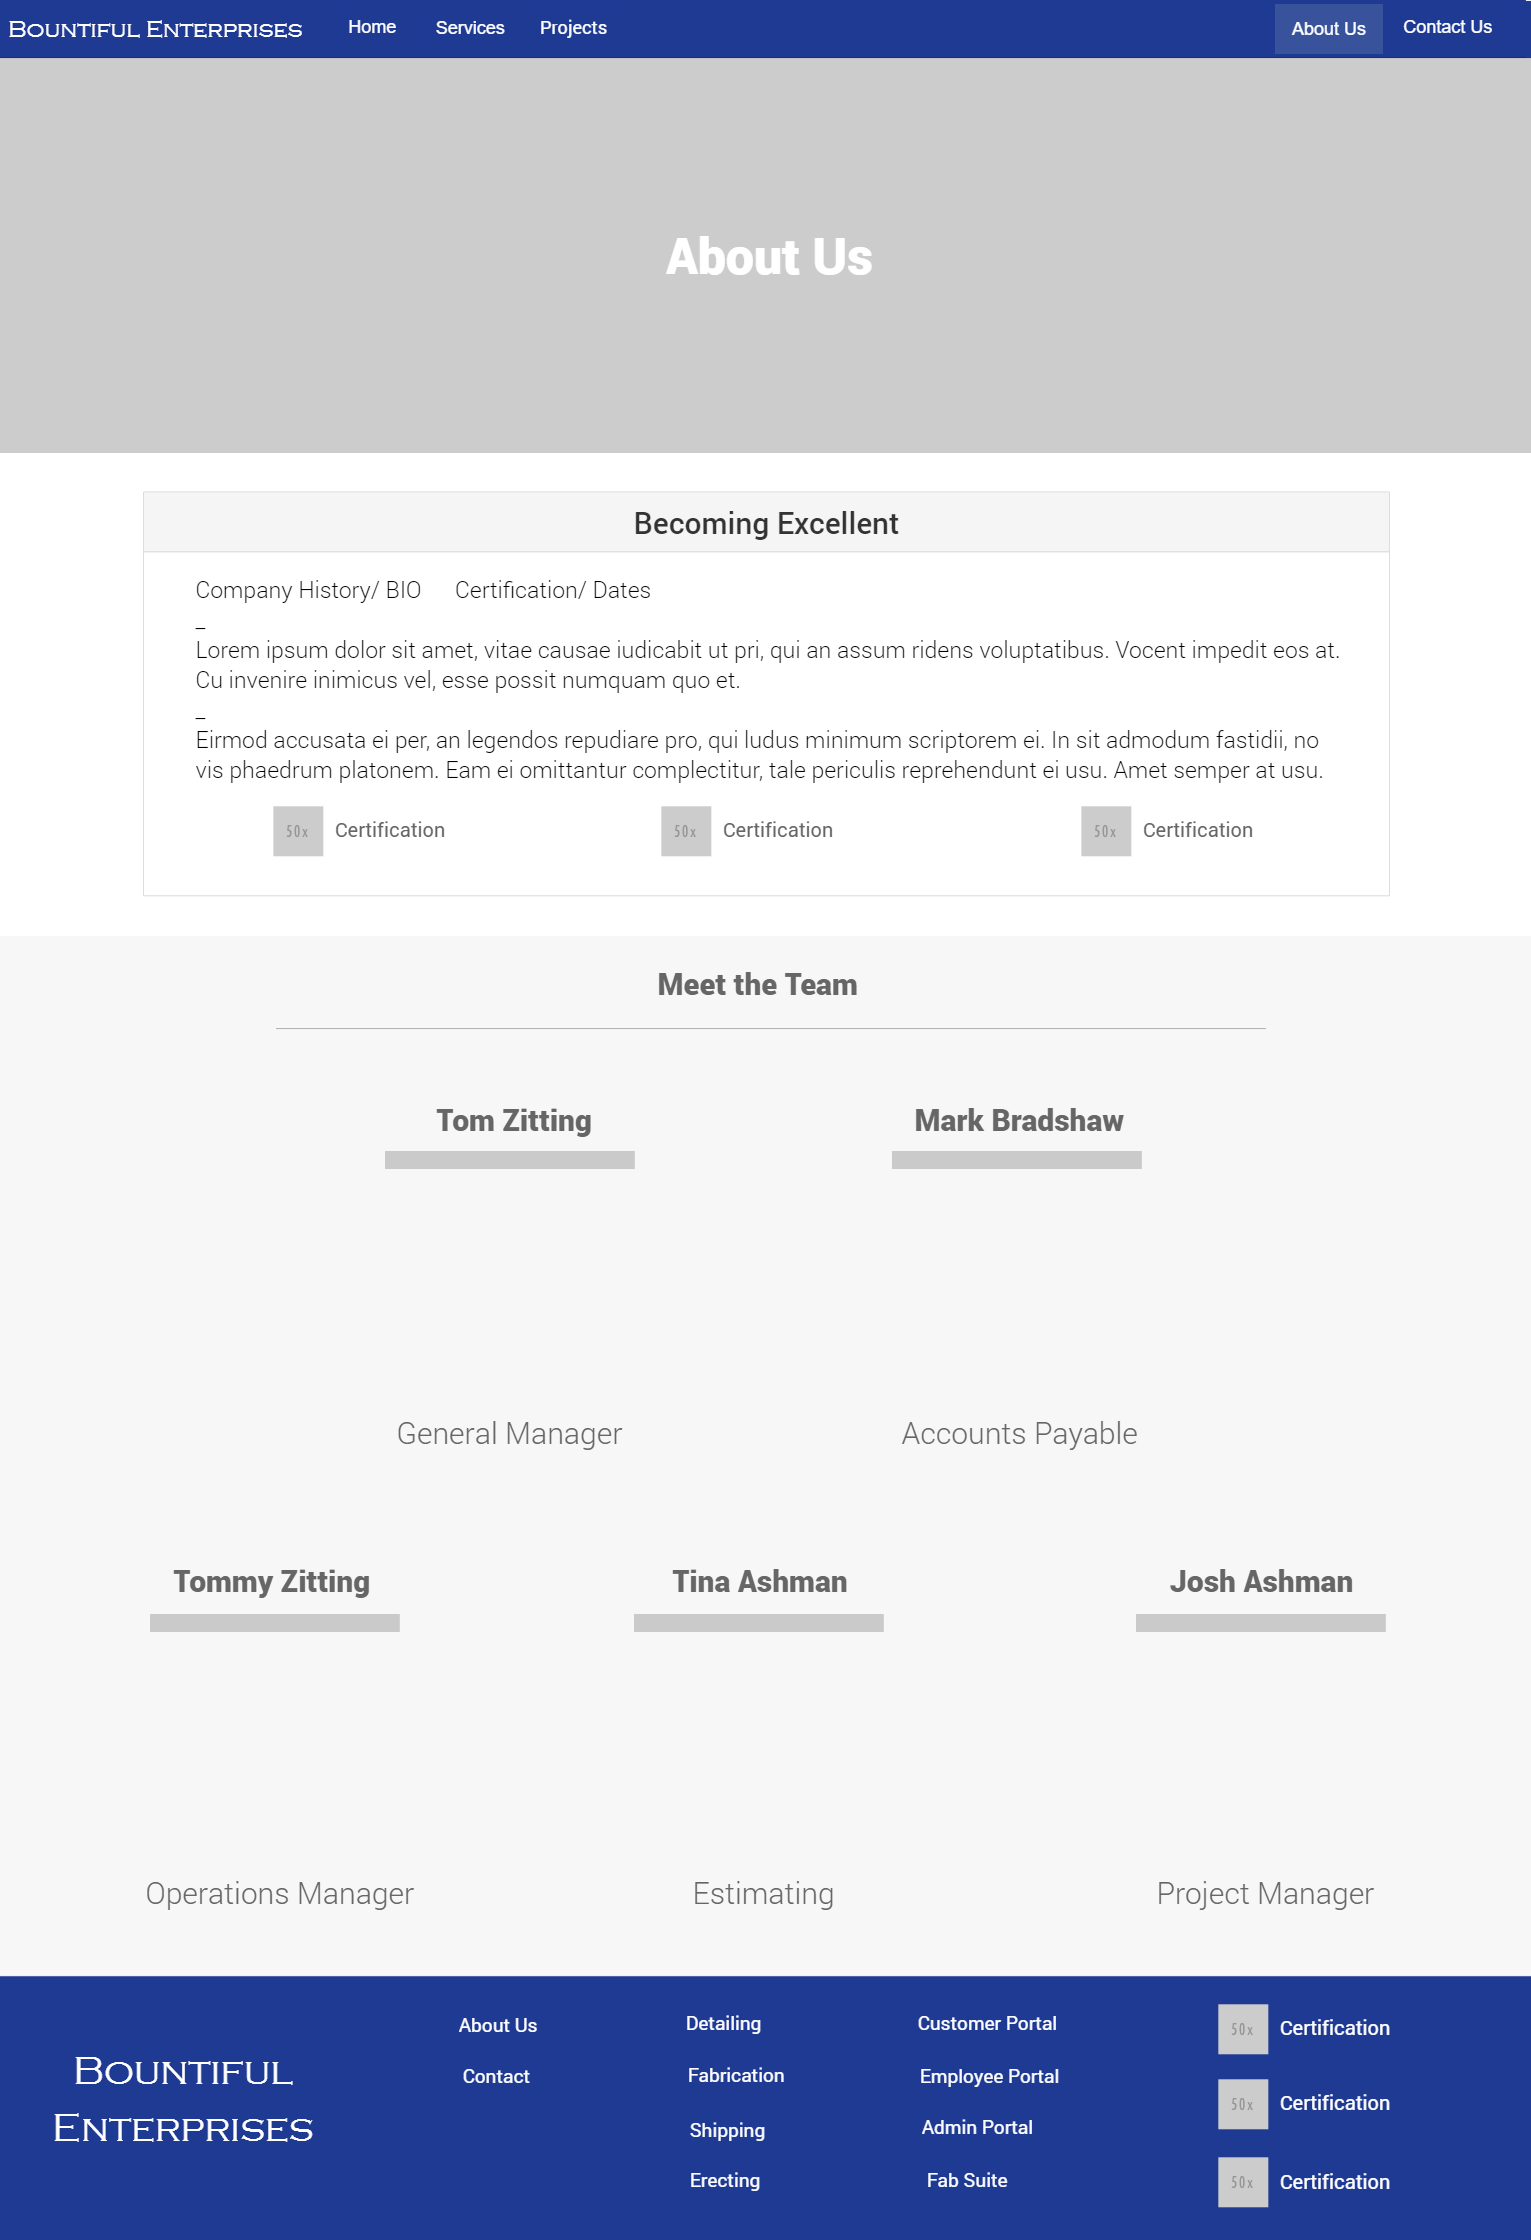 Bountiful Enterprises Home Services Projects About Us Contact Us
About Us
Becoming Excellent
Company History/ BIO Certification/ Dates
_
Lorem ipsum dolor sit amet, vitae causae iudicabit ut pri, qui an assum ridens voluptatibus. Vocent impedit eos at.
Cu invenire inimicus vel, esse possit numquam quo et.
_
Eirmod accusata ei per, an legendos repudiare pro, qui ludus minimum scriptorem ei. In sit admodum fastidii, no
vis phaedrum platonem. Eam ei omittantur complectitur, tale periculis reprehendunt ei usu. Amet semper at usu.
50x Certification 50x Certification 50x Certification
Meet the Team
Tom Zitting Mark Bradshaw
General Manager Accounts Payable
Tommy Zitting Tina Ashman Josh Ashman
Operations Manager Estimating Project Manager
Bountiful
Enterprises
About Us
Contact
Detailing
Fabrication
Shipping
Erecting
Customer Portal
Employee Portal
Admin Portal
Fab Suite
50x Certification
50x Certification
50x Certification